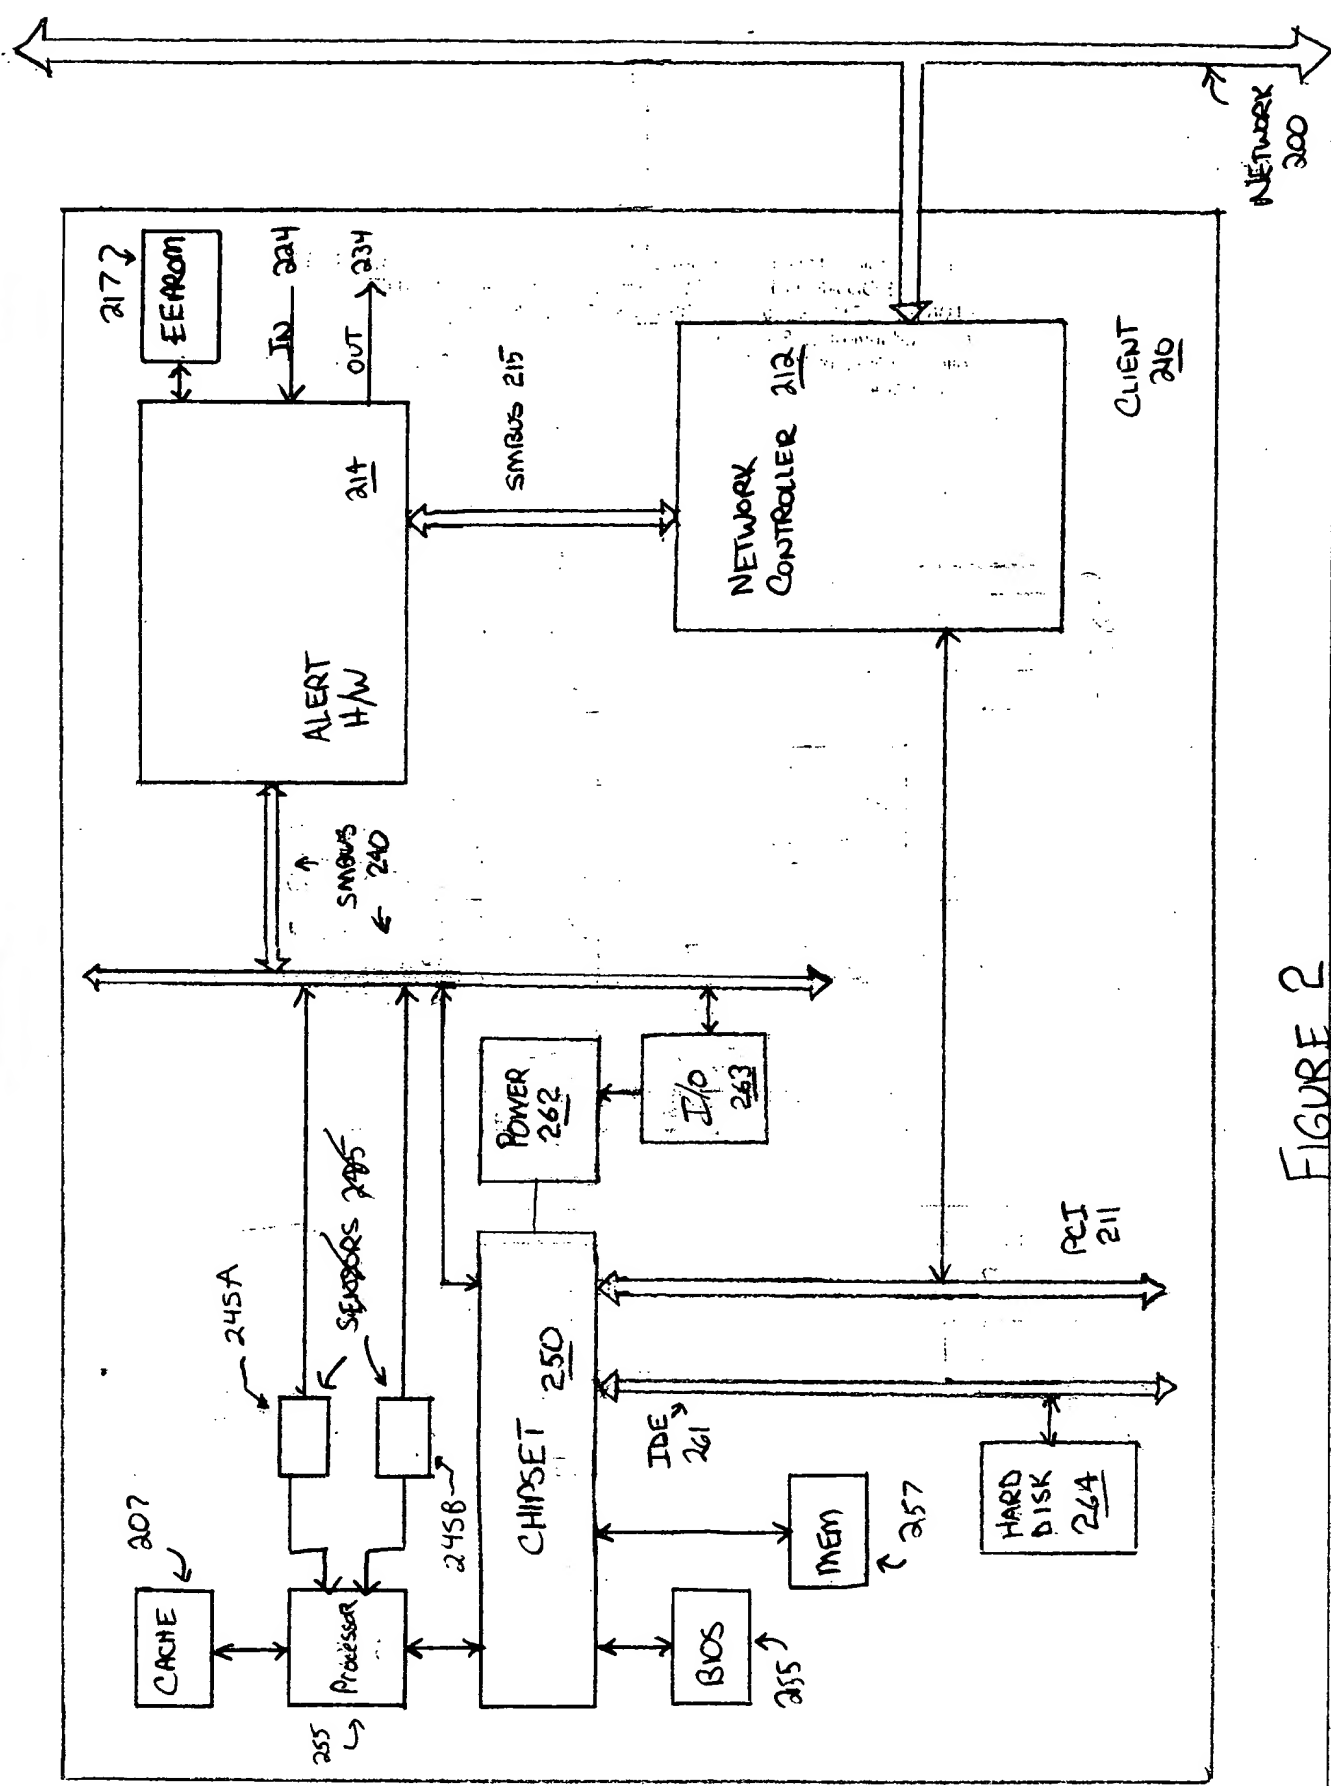 NETWORK
200
217
EEAROM
IN
224
OUT
234
214
ALERT
H/W
SMBUS 215
NETWORK
CONTROLLER 212
CLIENT
210
SMBUS
240
POWER
262
I/O
263
SENSORS 245
245A
245B
CHIPSET 250
PCI
211
IDE
261
HARD
DISK
264
MEM
257
BIOS
255
CACHE
207
Processor
255
FIGURE 2